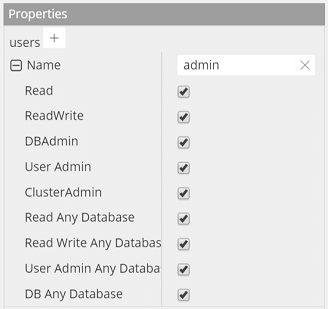 Properties
users +
Name admin
Read
ReadWrite
DBAdmin
User Admin
ClusterAdmin
Read Any Database
Read Write Any Databas
User Admin Any Databa
DB Any Database